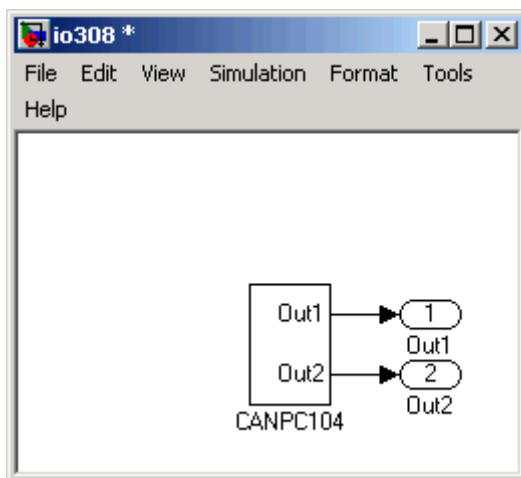 io308 *
File Edit View Simulation Format Tools
Help
Out1 1
Out1
Out2 2
Out2
CANPC104